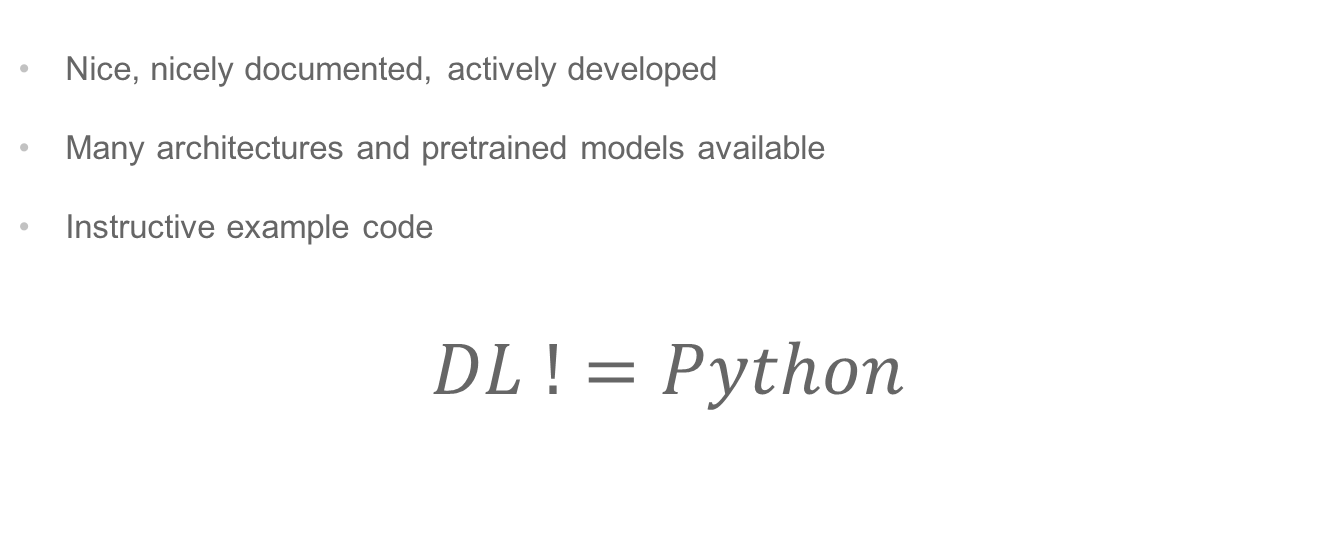 • Nice, nicely documented, actively developed
• Many architectures and pretrained models available
• Instructive example code
DL != Python